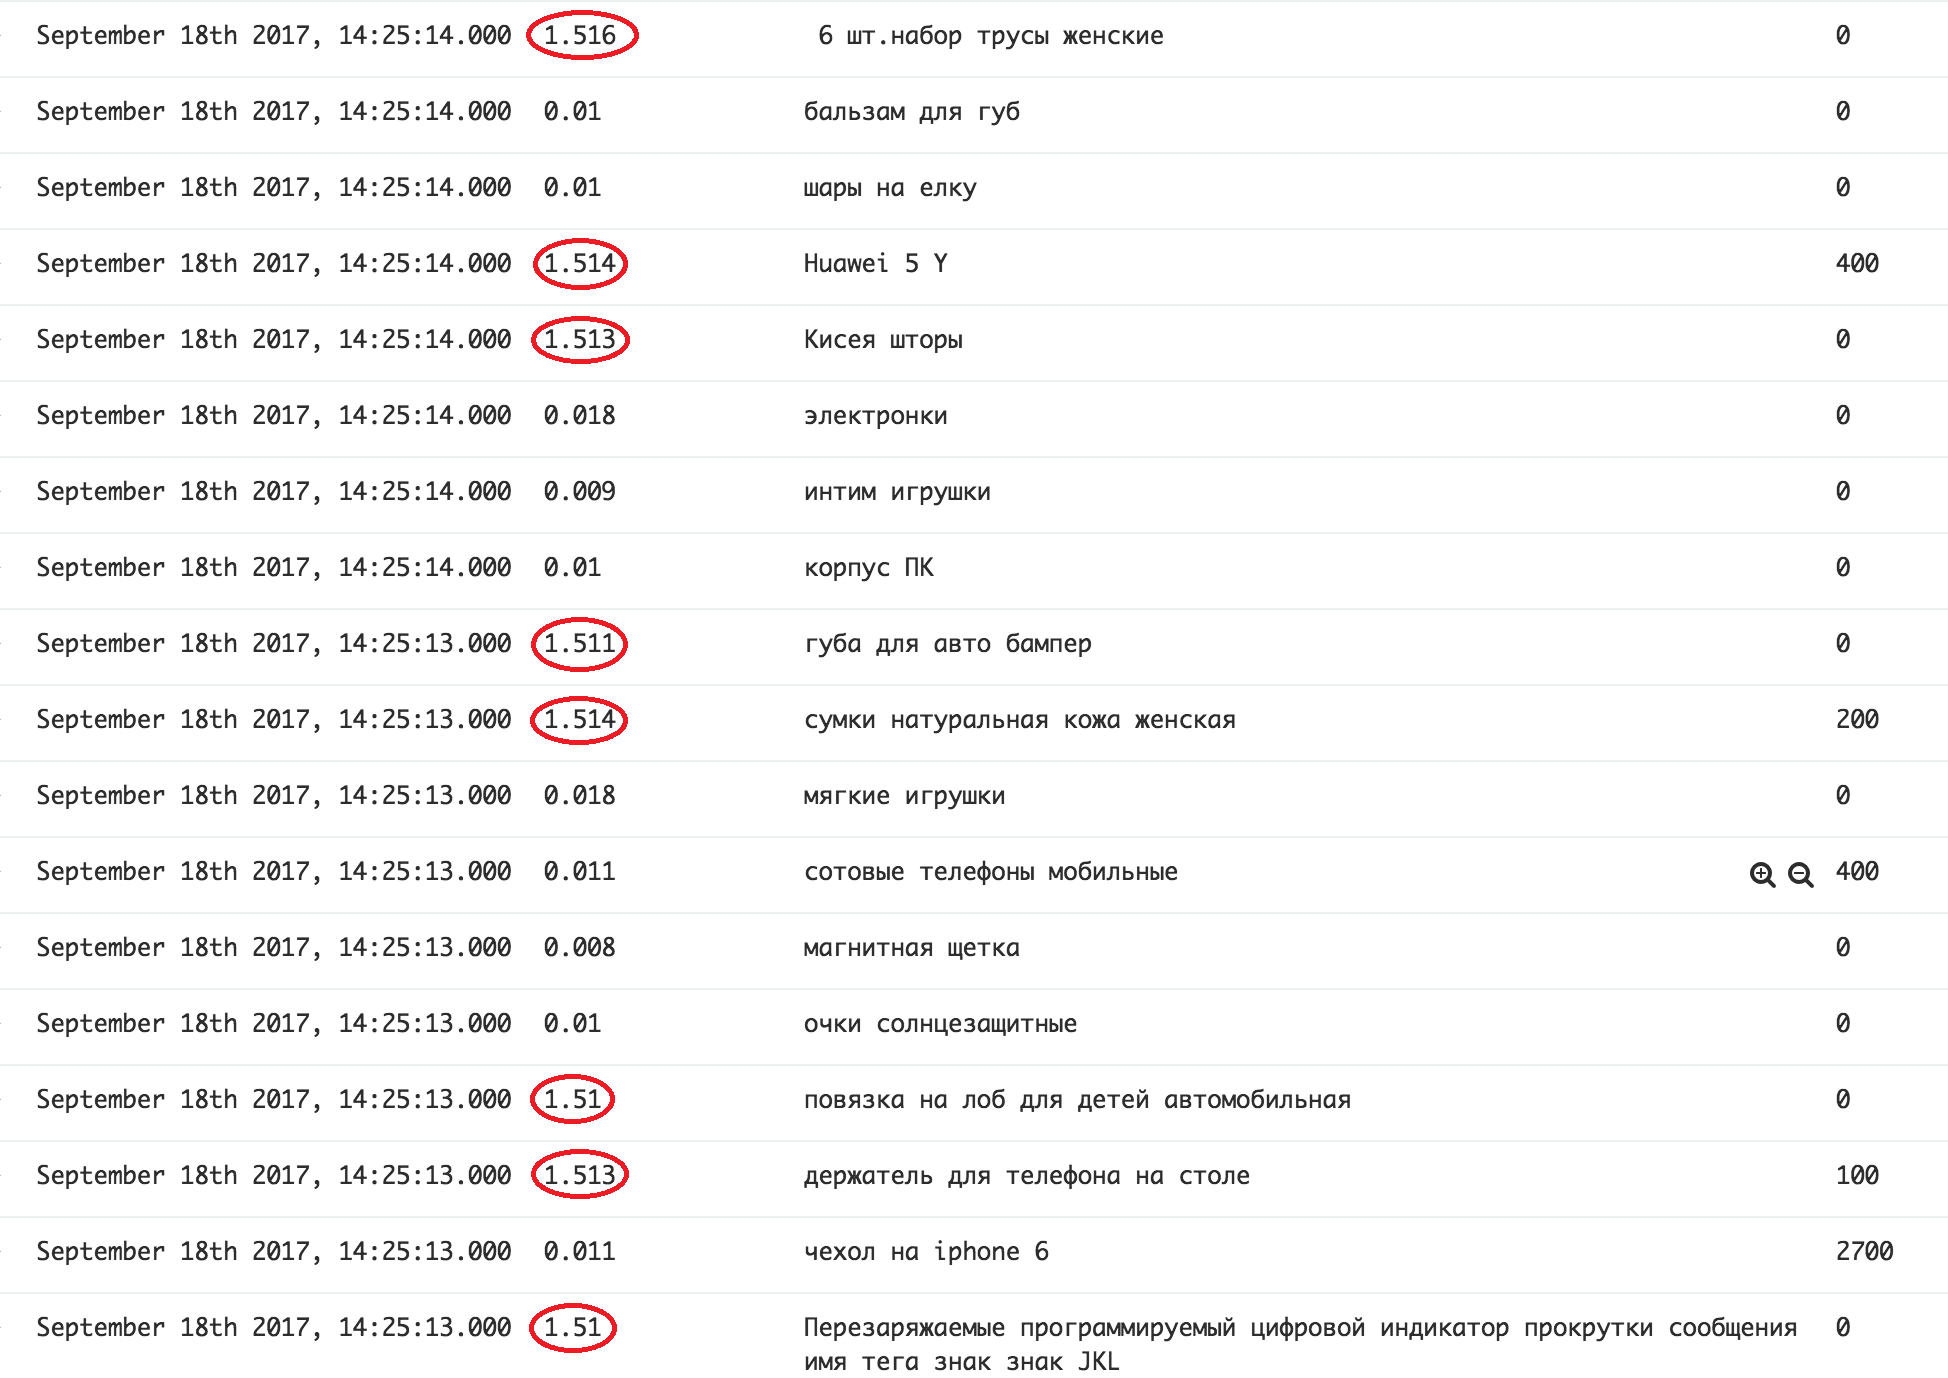 September 18th 2017, 14:25:14.000 1.516 6 шт.набор трусы женские 0
September 18th 2017, 14:25:14.000 0.01 бальзам для губ 0
September 18th 2017, 14:25:14.000 0.01 шары на елку 0
September 18th 2017, 14:25:14.000 1.514 Huawei 5 Y 400
September 18th 2017, 14:25:14.000 1.513 Кисея шторы 0
September 18th 2017, 14:25:14.000 0.018 электронки 0
September 18th 2017, 14:25:14.000 0.009 интим игрушки 0
September 18th 2017, 14:25:14.000 0.01 корпус ПК 0
September 18th 2017, 14:25:13.000 1.511 губа для авто бампер 0
September 18th 2017, 14:25:13.000 1.514 сумки натуральная кожа женская 200
September 18th 2017, 14:25:13.000 0.018 мягкие игрушки 0
September 18th 2017, 14:25:13.000 0.011 сотовые телефоны мобильные 400
September 18th 2017, 14:25:13.000 0.008 магнитная щетка 0
September 18th 2017, 14:25:13.000 0.01 очки солнцезащитные 0
September 18th 2017, 14:25:13.000 1.51 повязка на лоб для детей автомобильная 0
September 18th 2017, 14:25:13.000 1.513 держатель для телефона на столе 100
September 18th 2017, 14:25:13.000 0.011 чехол на iphone 6 2700
September 18th 2017, 14:25:13.000 1.51 Перезаряжаемые программируемый цифровой индикатор прокрутки сообщения 0
имя тега знак знак JKL